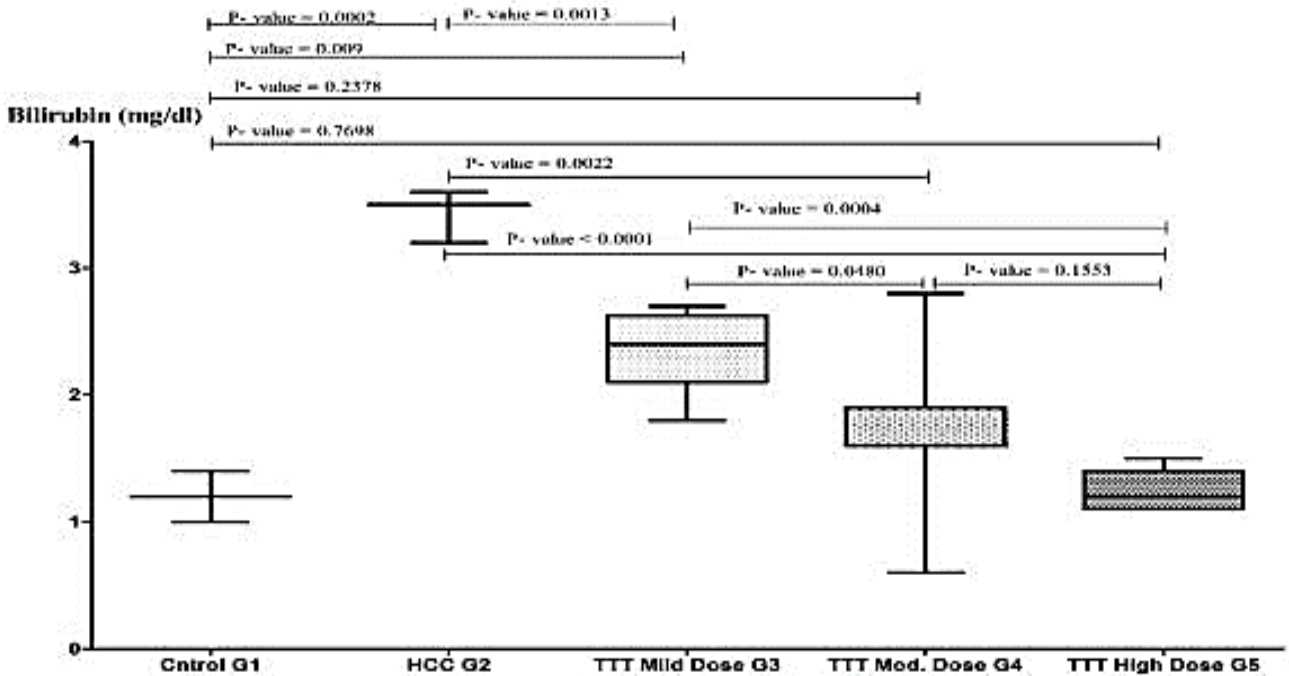 P- value = 0.0002 P- value = 0.0013
P- value = 0.009
P- value = 0.2378
Bilirubin (mg/dl)
P- value = 0.7698
4
P- value = 0.0022
P- value = 0.0004
P- value < 0.0001
3
P- value = 0.0480 P- value = 0.1553
2
1
0
Cntrol G1 HCC G2 TTT Mild Dose G3 TTT Mod. Dose G4 TTT High Dose G5